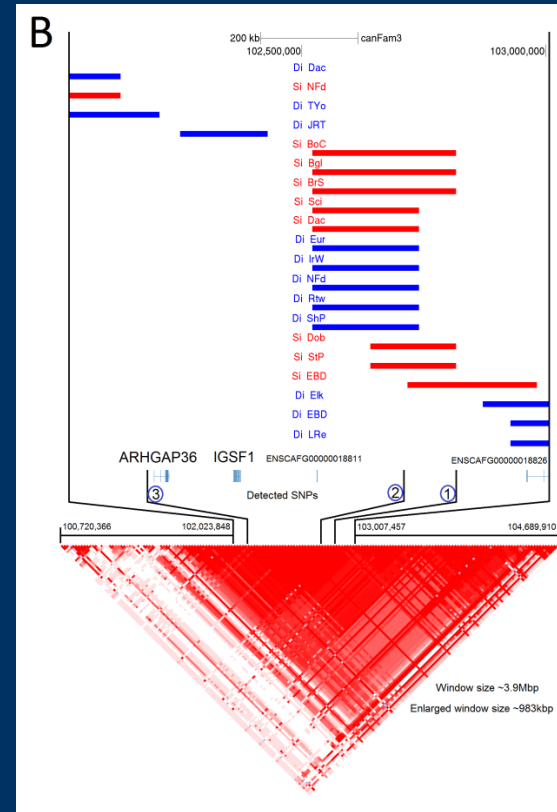 B
200 kb canFam3
102,500,000 103,000,000
Di Dac
Si NFd
Di TYo
Di JRT
Si BoC
Si Bgl
Si BrS
Si Sci
Si Dac
Di Eur
Di IrW
Di NFd
Di Rtw
Di ShP
Si Dob
Si StP
Si EBD
Di Elk
Di EBD
Di LRe
ARHGAP36 IGSF1 ENSCAFG00000018811 ENSCAFG00000018826
3 Detected SNPs 2 1
100,720,366 102,023,848 103,007,457 104,689,910
Window size ~3.9Mbp
Enlarged window size ~983kbp